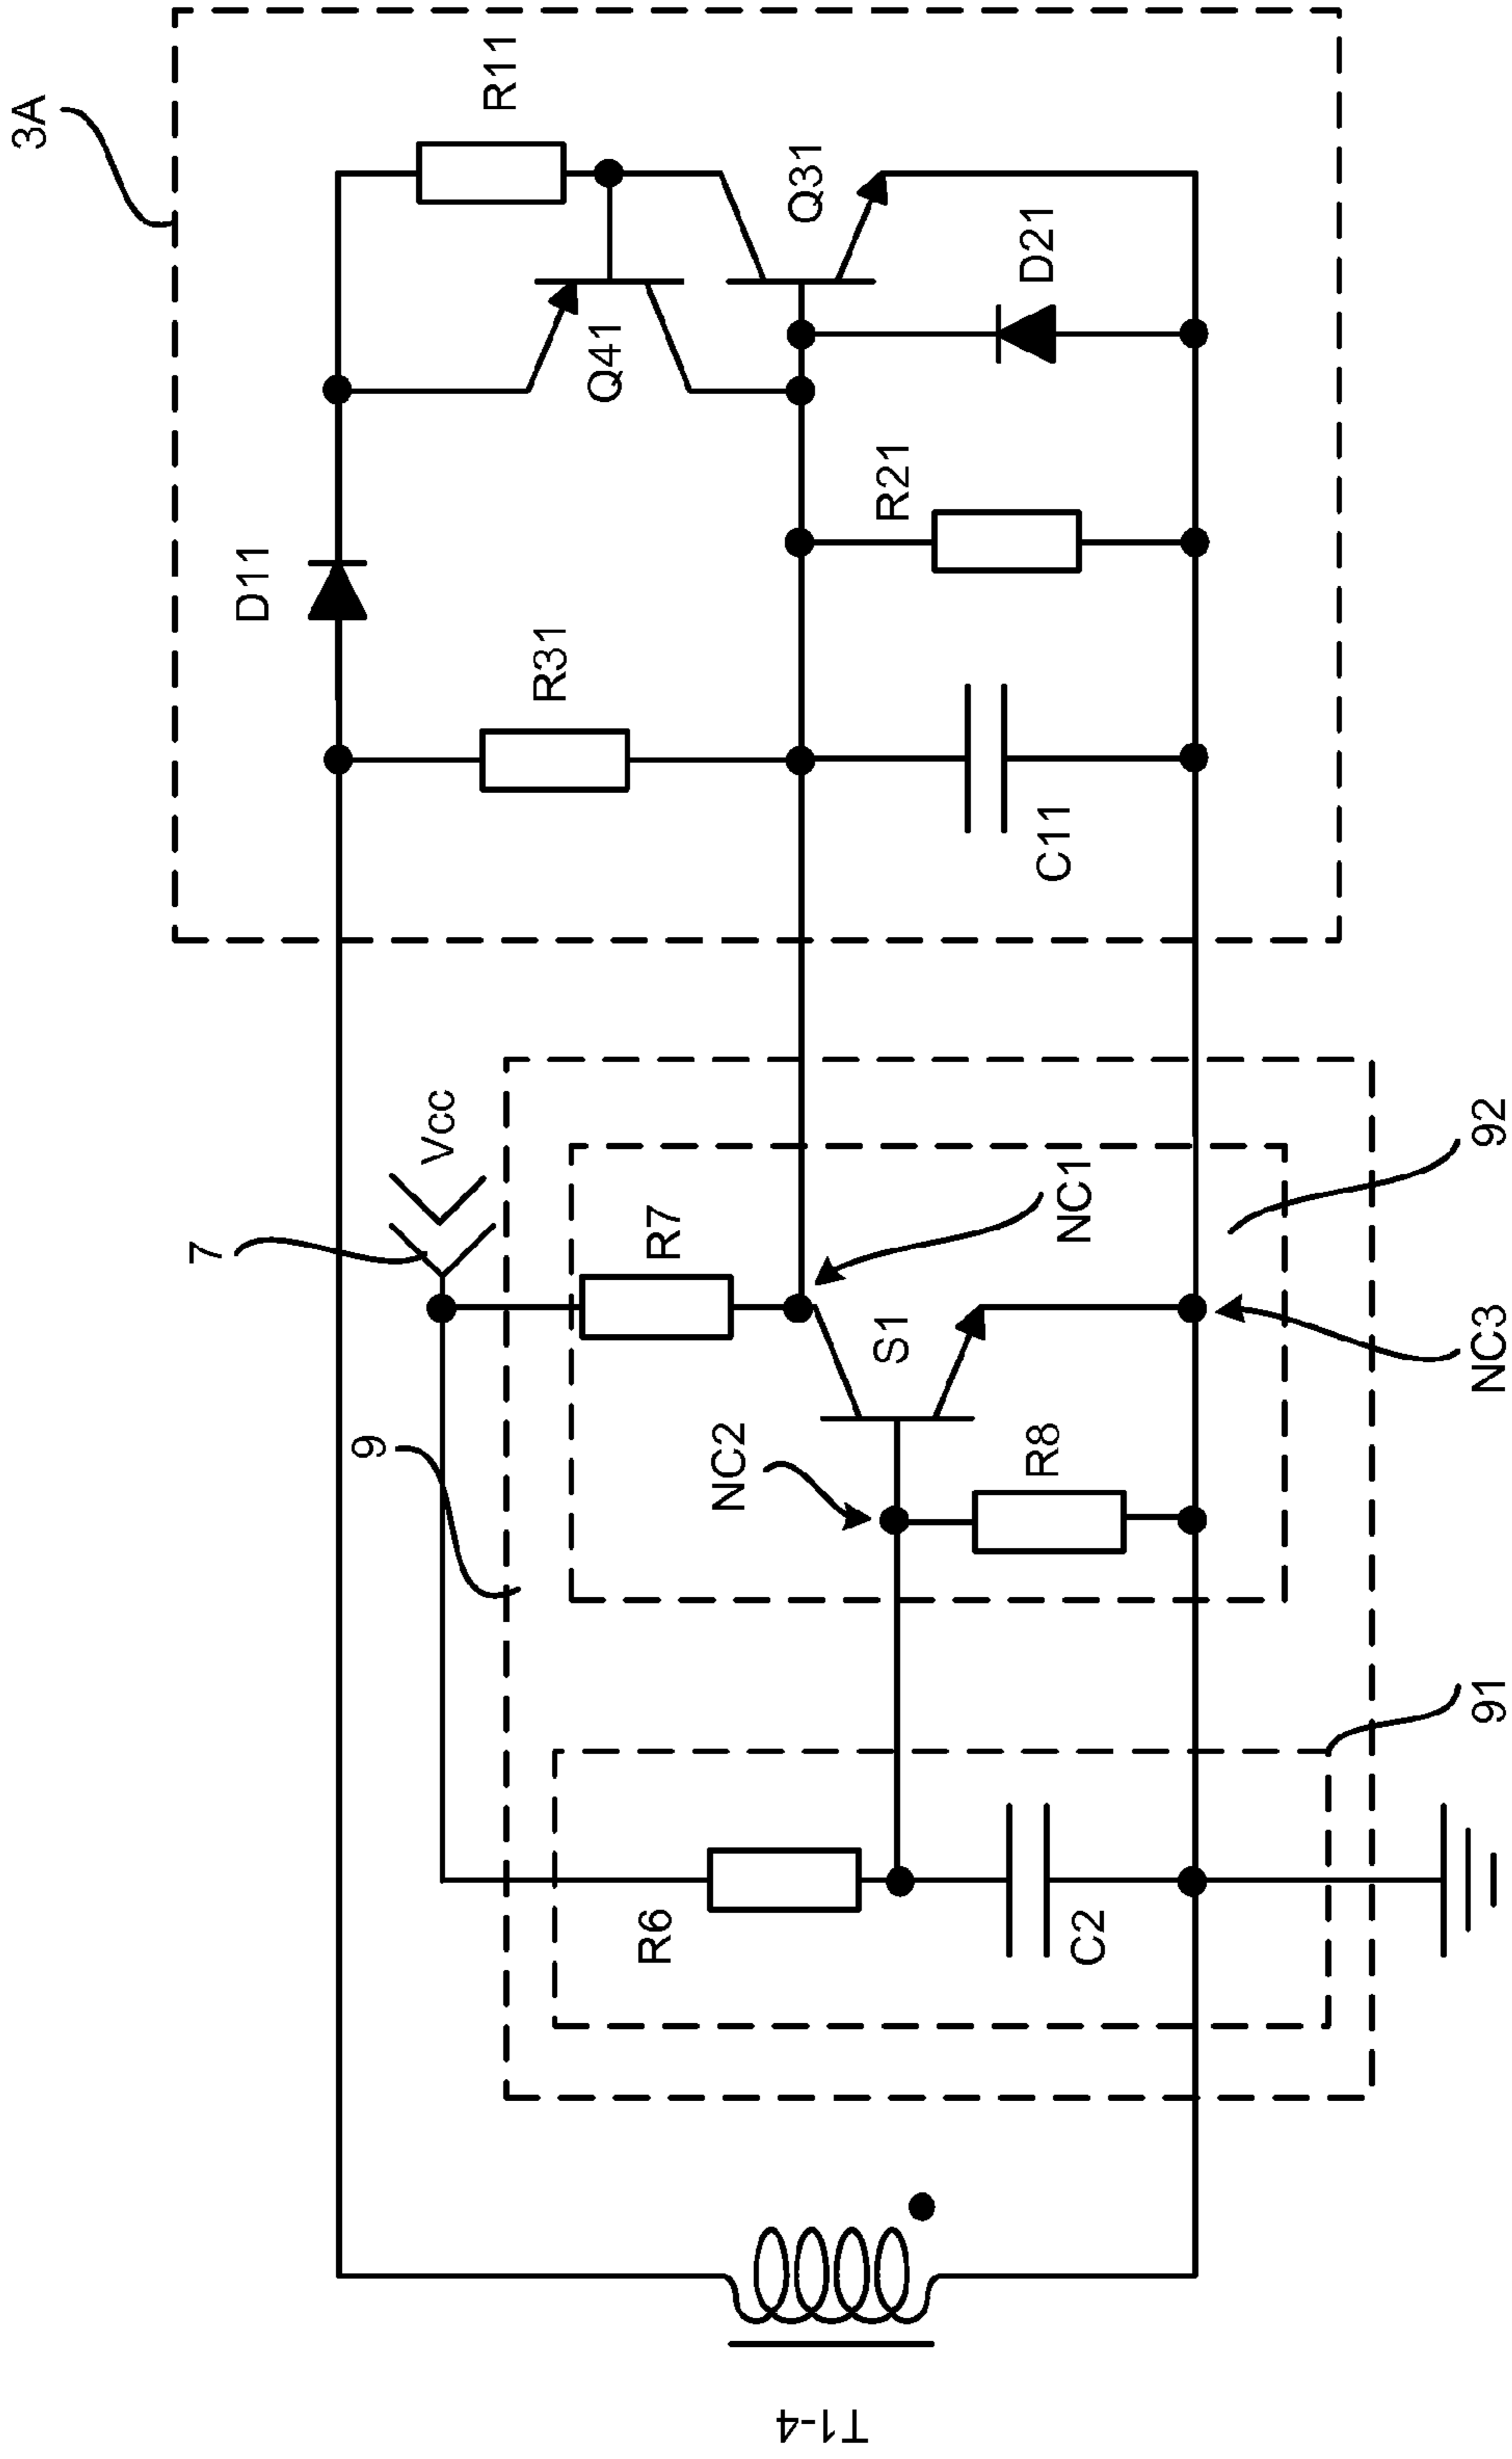 3A
R11
Q31
D21
Q41
R21
D11
R31
C11
Vcc
7
R7
NC1
92
S1
NC3
9
NC2
R8
91
R6
C2
T1-4